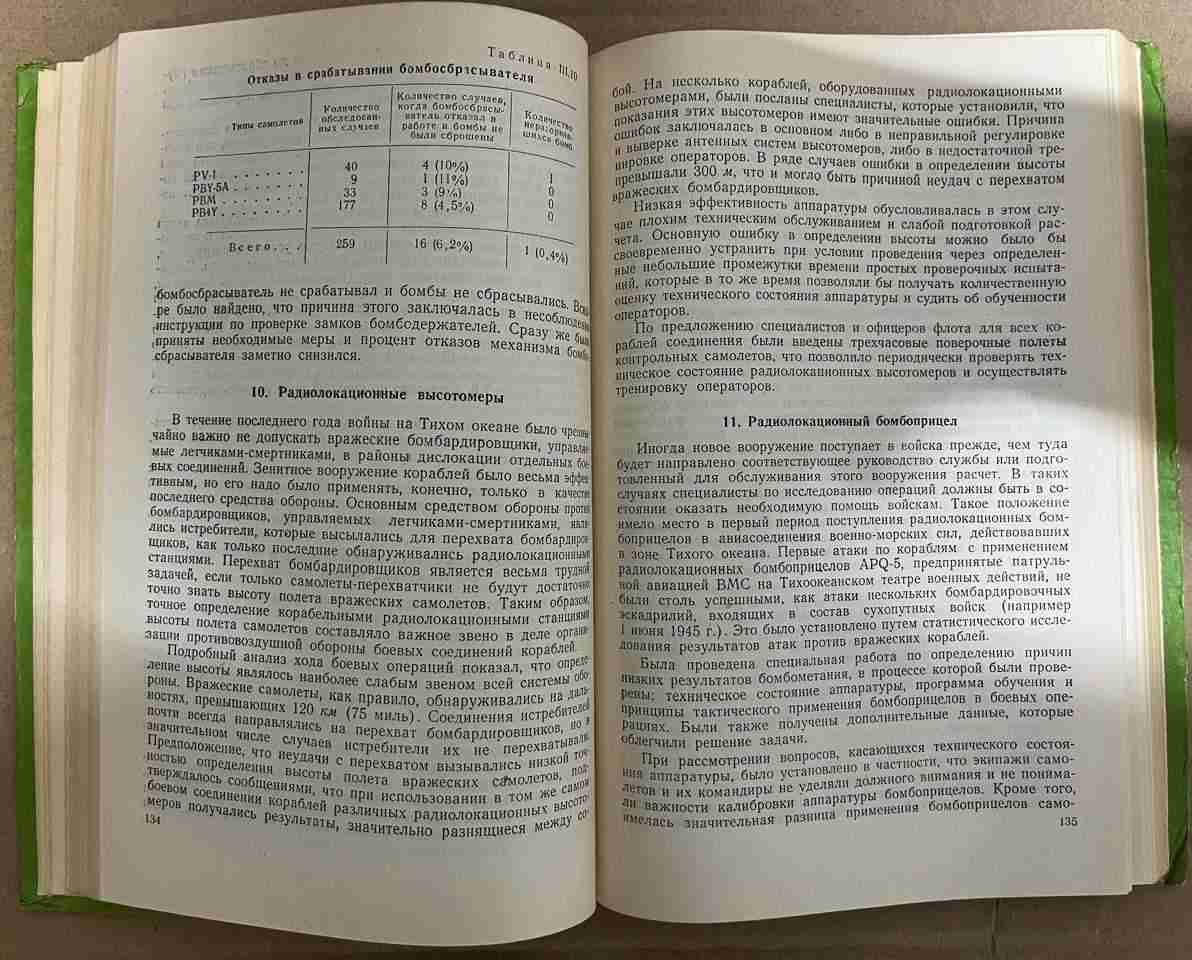 Таблица III.10
Отказы в срабатывании бомбосбрасывателя
Типы самолетов
Количество обследован-
ных случаев
Количество случаев,
когда бомбосбрасы-
ватель отказал в
работе и бомбы не
были сброшены
Количество
неразорвав-
шихся бомб
PV-1 . . . . . . . 40 4 (10%) 1
PBY-5A . . . . . . 9 1 (11%) 0
PBM . . . . . . . 33 3 (9%) 0
PB4Y . . . . . . . 177 8 (4,5%) 0
Всего. . . 259 16 (6,2%) 1 (0,4%)
бомбосбрасыватель не срабатывал и бомбы не сбрасывались. Вско-
ре было найдено, что причина этого заключалась в несоблюдении
инструкции по проверке замков бомбодержателей. Сразу же были
приняты необходимые меры и процент отказов механизма бомбо-
сбрасывателя заметно снизился.
10. Радиолокационные высотомеры
В течение последнего года войны на Тихом океане было чрезвы-
чайно важно не допускать вражеские бомбардировщики, управляе-
мые летчиками-смертниками, в районы дислокации отдельных бое-
вых соединений. Зенитное вооружение кораблей было весьма эффек-
тивным, но его надо было применять, конечно, только в качестве
последнего средства обороны. Основным средством обороны против
бомбардировщиков, управляемых летчиками-смертниками, явля-
лись истребители, которые высылались для перехвата бомбардиров-
щиков, как только последние обнаруживались радиолокационными
станциями. Перехват бомбардировщиков является весьма трудной
задачей, если только самолеты-перехватчики не будут достаточно
точно знать высоту полета вражеских самолетов. Таким образом,
точное определение корабельными радиолокационными станциями
высоты полета самолетов составляло важное звено в деле органи-
зации противовоздушной обороны боевых соединений кораблей.
Подробный анализ хода боевых операций показал, что опреде-
ление высоты являлось наиболее слабым звеном всей системы обо-
роны. Вражеские самолеты, как правило, обнаруживались на даль-
ностях, превышающих 120 км (75 миль). Соединения истребителей
почти всегда направлялись на перехват бомбардировщиков, но в
значительном числе случаев истребители их не перехватывали.
Предположение, что неудачи с перехватом вызывались низкой точ-
ностью определения высоты полета вражеских самолетов, под-
тверждалось сообщениями, что при использовании в том же самом
боевом соединении кораблей различных радиолокационных высото-
меров получались результаты, значительно разнящиеся между со-
134
бой. На несколько кораблей, оборудованных радиолокационными
высотомерами, были посланы специалисты, которые установили, что
показания этих высотомеров имеют значительные ошибки. Причина
ошибок заключалась в основном либо в неправильной регулировке
и выверке антенных систем высотомеров, либо в недостаточной тре-
нировке операторов. В ряде случаев ошибки в определении высоты
превышали 300 м, что и могло быть причиной неудач с перехватом
вражеских бомбардировщиков.
Низкая эффективность аппаратуры обусловливалась в этом слу-
чае плохим техническим обслуживанием и слабой подготовкой рас-
чета. Основную ошибку в определении высоты можно было бы
своевременно устранить при условии проведения через определен-
ные небольшие промежутки времени простых проверочных испыта-
ний, которые в то же время позволяли бы получать количественную
оценку технического состояния аппаратуры и судить об обученности
операторов.
По предложению специалистов и офицеров флота для всех ко-
раблей соединения были введены трехчасовые поверочные полеты
контрольных самолетов, что позволило периодически проверять тех-
ническое состояние радиолокационных высотомеров и осуществлять
тренировку операторов.
11. Радиолокационный бомбоприцел
Иногда новое вооружение поступает в войска прежде, чем туда
будет направлено соответствующее руководство службы или подго-
товленный для обслуживания этого вооружения расчет. В таких
случаях специалисты по исследованию операций должны быть в со-
стоянии оказать необходимую помощь войскам. Такое положение
имело место в первый период поступления радиолокационных бом-
боприцелов в авиасоединения военно-морских сил, действовавших
в зоне Тихого океана. Первые атаки по кораблям с применением
радиолокационных бомбоприцелов APQ-5, предпринятые патруль-
ной авиацией ВМС на Тихоокеанском театре военных действий, не
были столь успешными, как атаки нескольких бомбардировочных
эскадрилий, входящих в состав сухопутных войск (например
1 июня 1945 г.). Это было установлено путем статистического иссле-
дования результатов атак против вражеских кораблей.
Была проведена специальная работа по определению причин
низких результатов бомбометания, в процессе которой были прове-
рены: техническое состояние аппаратуры, программа обучения и
принципы тактического применения бомбоприцелов в боевых опе-
рациях. Были также получены дополнительные данные, которые
облегчили решение задачи.
При рассмотрении вопросов, касающихся технического состоя-
ния аппаратуры, было установлено в частности, что экипажи само-
летов и их командиры не уделяли должного внимания и не понима-
ли важности калибровки аппаратуры бомбоприцелов. Кроме того,
имелась значительная разница применения бомбоприцелов само-
135